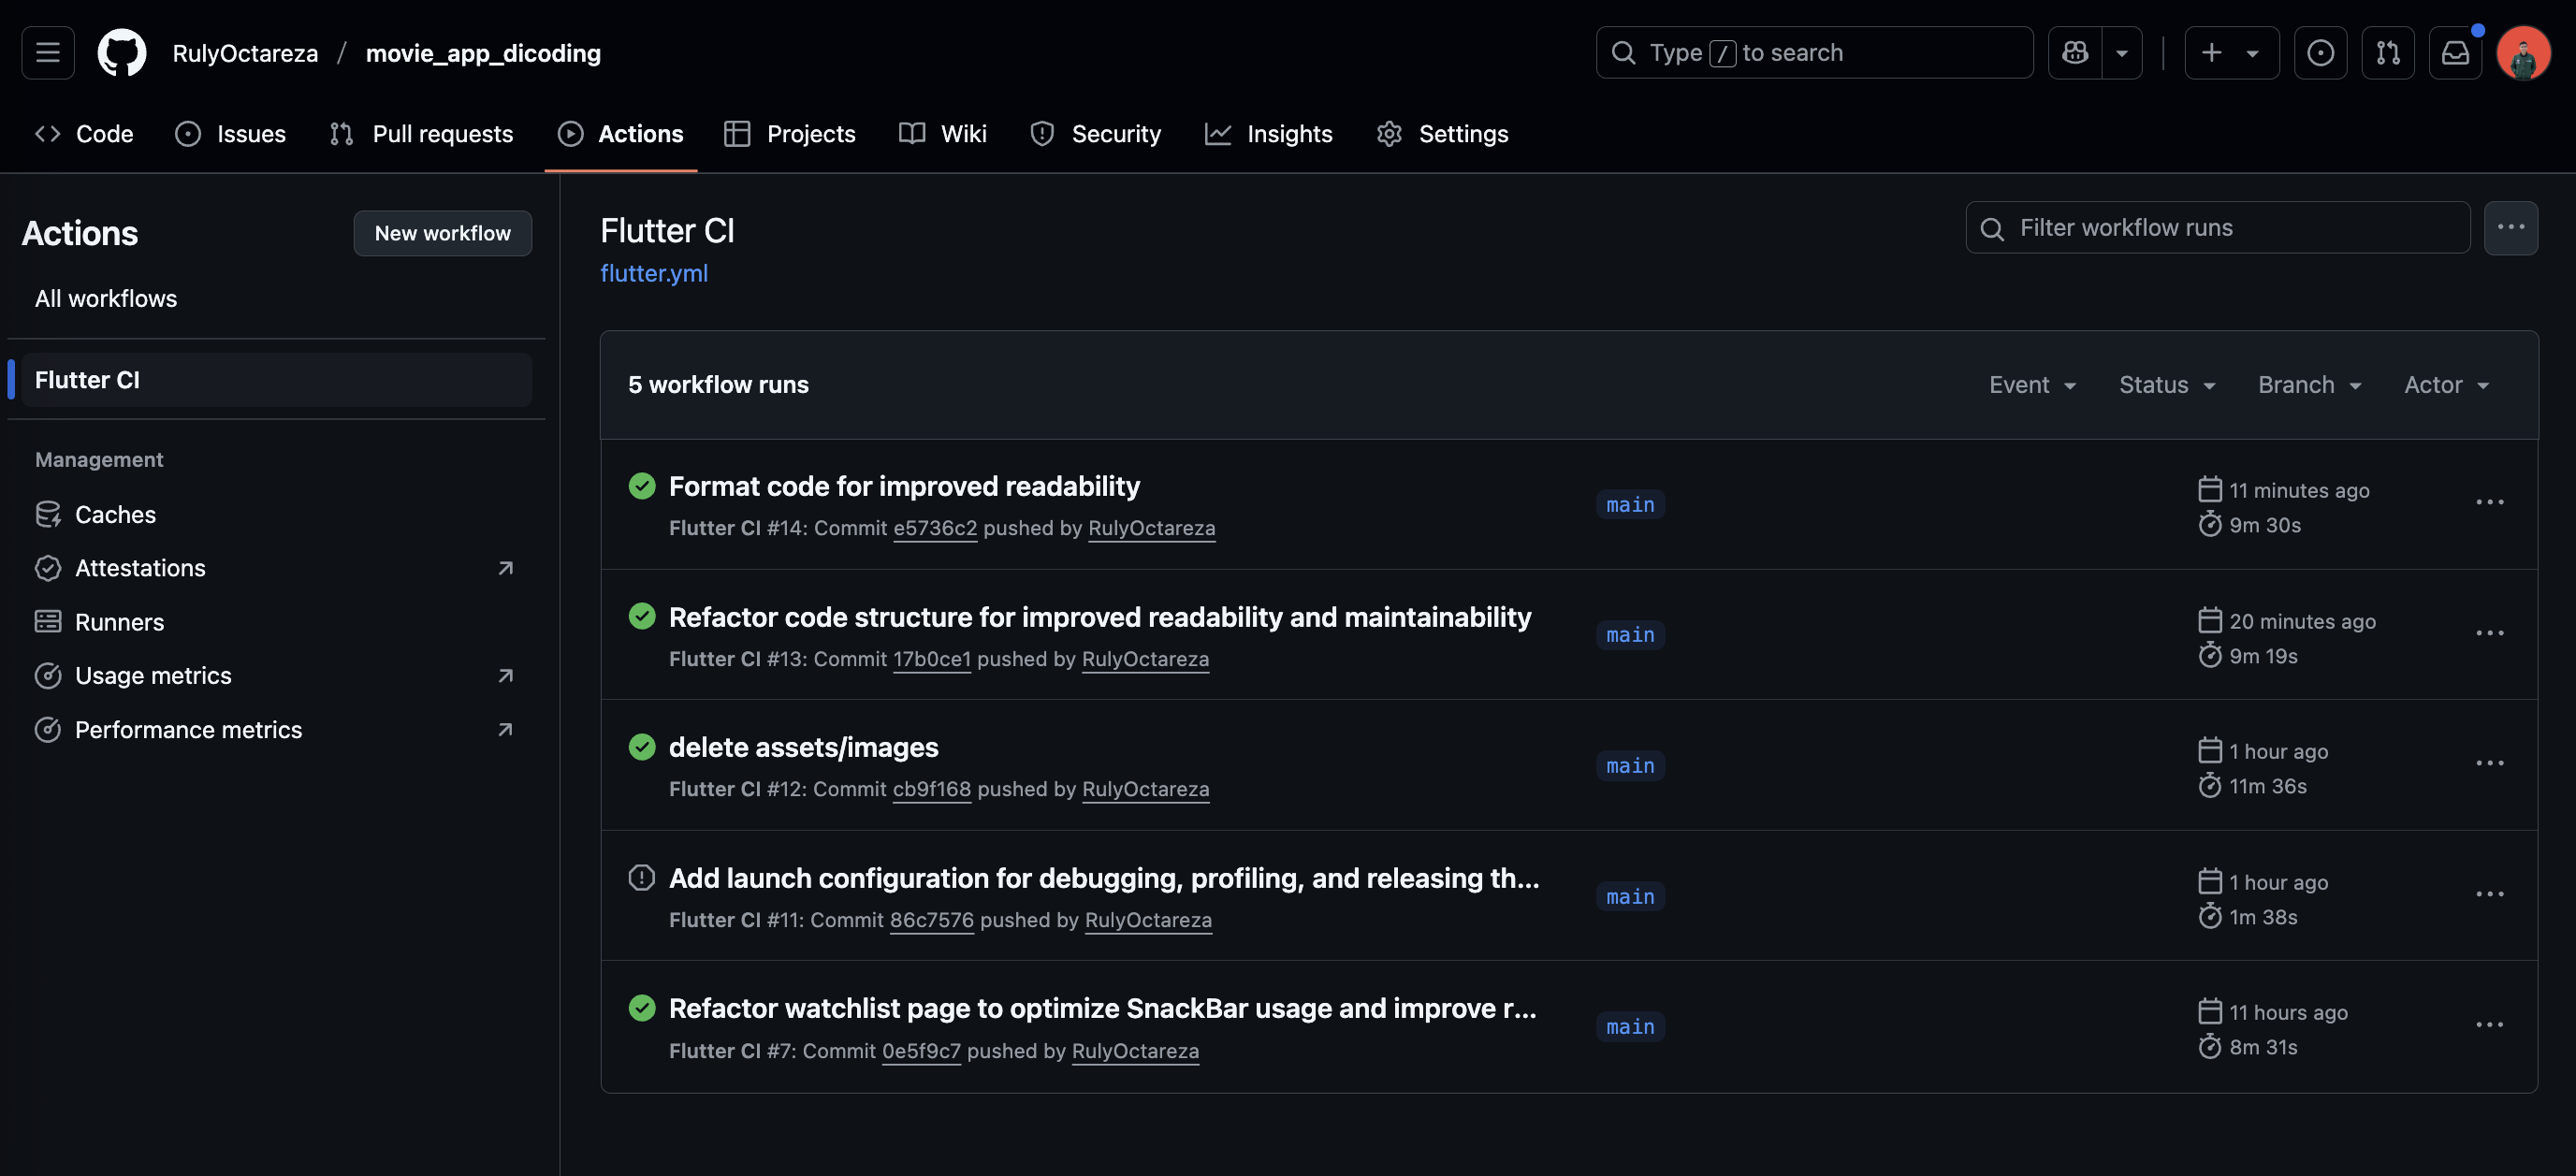 RulyOctareza / movie_app_dicoding
Type / to search
Code Issues Pull requests Actions Projects Wiki Security Insights Settings
Actions
New workflow
All workflows
Flutter CI
Management
Caches
Attestations
Runners
Usage metrics
Performance metrics
Flutter CI
flutter.yml
Filter workflow runs
5 workflow runs
Event Status Branch Actor
Format code for improved readability
Flutter CI #14: Commit e5736c2 pushed by RulyOctareza
main
11 minutes ago
9m 30s
Refactor code structure for improved readability and maintainability
Flutter CI #13: Commit 17b0ce1 pushed by RulyOctareza
main
20 minutes ago
9m 19s
delete assets/images
Flutter CI #12: Commit cb9f168 pushed by RulyOctareza
main
1 hour ago
11m 36s
Add launch configuration for debugging, profiling, and releasing th...
Flutter CI #11: Commit 86c7576 pushed by RulyOctareza
main
1 hour ago
1m 38s
Refactor watchlist page to optimize SnackBar usage and improve r...
Flutter CI #7: Commit 0e5f9c7 pushed by RulyOctareza
main
11 hours ago
8m 31s